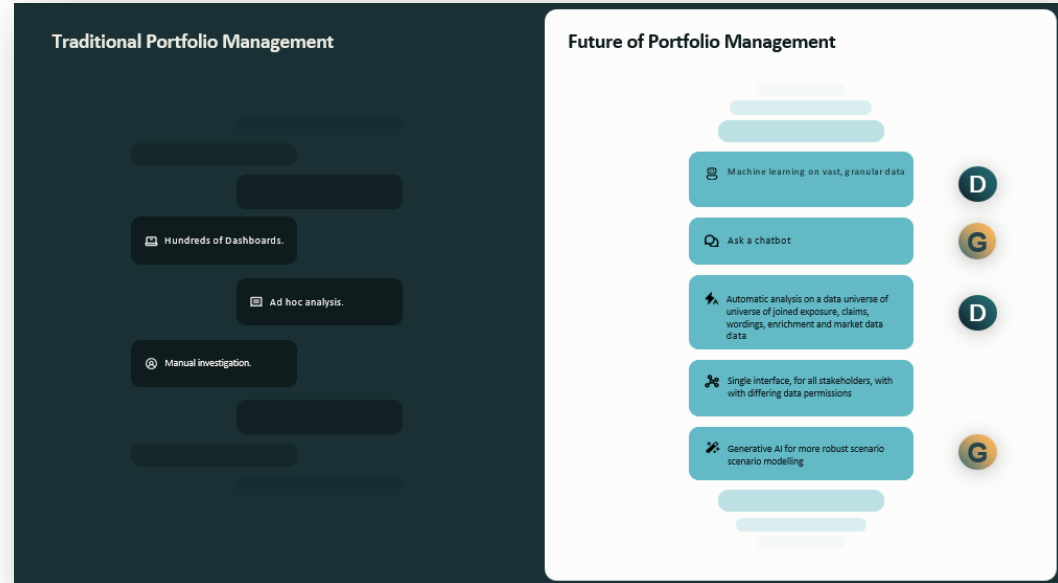 Traditional Portfolio Management
Hundreds of Dashboards.
Ad hoc analysis.
Manual investigation.
Future of Portfolio Management
Machine learning on vast, granular data
D
Ask a chatbot
G
Automatic analysis on a data universe of
universe of joined exposure, claims,
wordings, enrichment and market data
data
D
Single interface, for all stakeholders, with
with differing data permissions
Generative AI for more robust scenario
scenario modelling
G